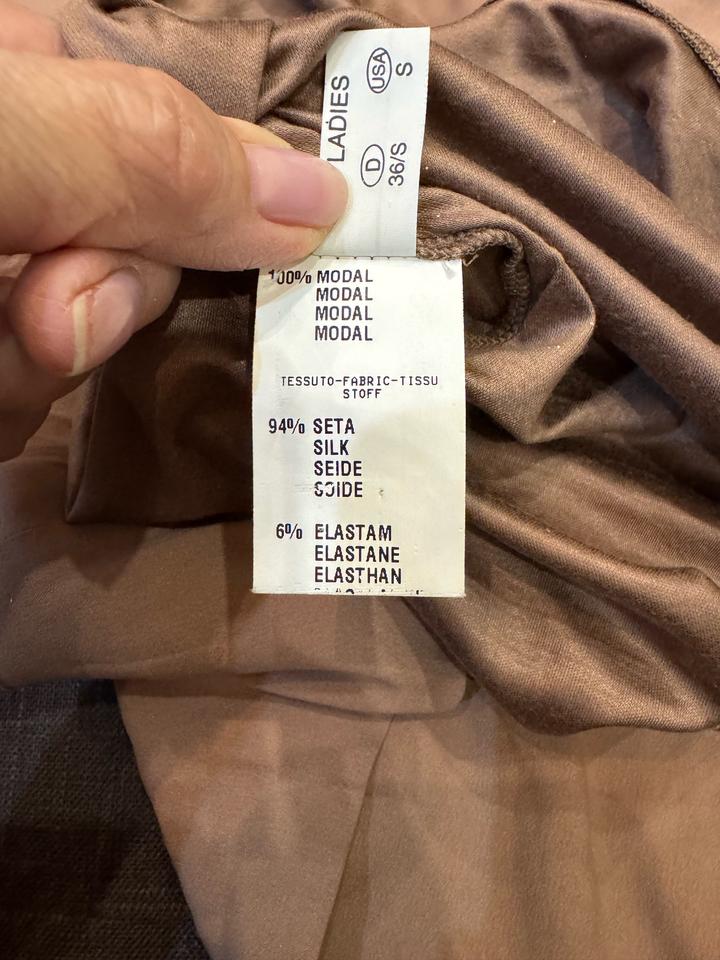 LADIES
USA
S
D
36/S
100% MODAL
MODAL
MODAL
MODAL
TESSUTO-FABRIC-TISSU
STOFF
94% SETA
SILK
SEIDE
SOIDE
6% ELASTAM
ELASTANE
ELASTHAN